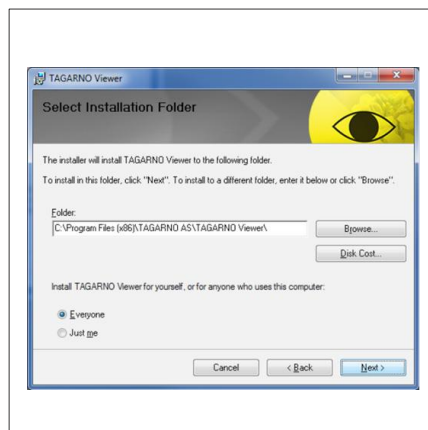 TAGARNO Viewer
Select Installation Folder
The installer will install TAGARNO Viewer to the following folder.
To install in this folder, click "Next". To install to a different folder, enter it below or click "Browse".
Folder:
C:\Program Files (x86)\TAGARNO AS\TAGARNO Viewer\
Browse...
Disk Cost...
Install TAGARNO Viewer for yourself, or for anyone who uses this computer:
Everyone
Just me
Cancel
< Back
Next >